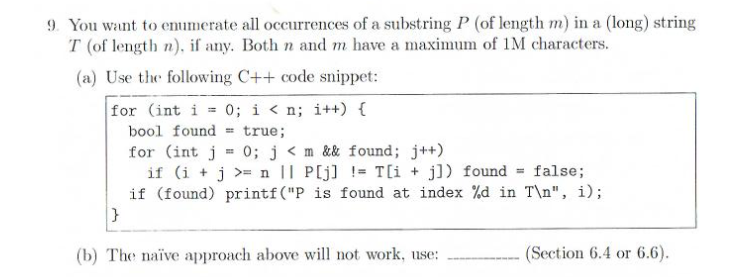 9. You want to enumerate all occurrences of a substring P (of length m) in a (long) string
T (of length n), if any. Both n and m have a maximum of 1M characters.
(a) Use the following C++ code snippet:
for (int i = 0; i < n; i++) {
bool found = true;
for (int j = 0; j < m && found; j++)
if (i + j >= n || P[j] != T[i + j]) found = false;
if (found) printf("P is found at index %d in T\n", i);
}
(b) The naïve approach above will not work, use: __________ (Section 6.4 or 6.6).